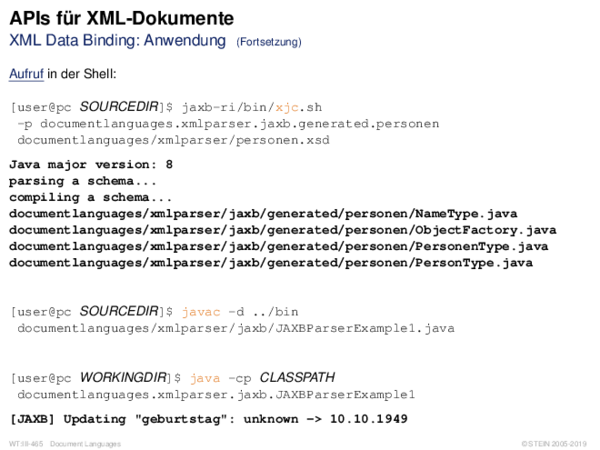 APIs für XML-Dokumente
XML Data Binding: Anwendung (Fortsetzung)
Aufruf in der Shell:
[user@pc SOURCEDIR]$ jaxb-ri/bin/xjc.sh
-p documentlanguages.xmlparser.jaxb.generated.personen
documentlanguages/xmlparser/personen.xsd
Java major version: 8
parsing a schema...
compiling a schema...
documentlanguages/xmlparser/jaxb/generated/personen/NameType.java
documentlanguages/xmlparser/jaxb/generated/personen/ObjectFactory.java
documentlanguages/xmlparser/jaxb/generated/personen/PersonenType.java
documentlanguages/xmlparser/jaxb/generated/personen/PersonType.java
[user@pc SOURCEDIR]$ javac -d ../bin
documentlanguages/xmlparser/jaxb/JAXBParserExample1.java
[user@pc WORKINGDIR]$ java -cp CLASSPATH
documentlanguages.xmlparser.jaxb.JAXBParserExample1
[JAXB] Updating "geburtstag": unknown -> 10.10.1949
WT:III-465 Document Languages © STEIN 2005-2019